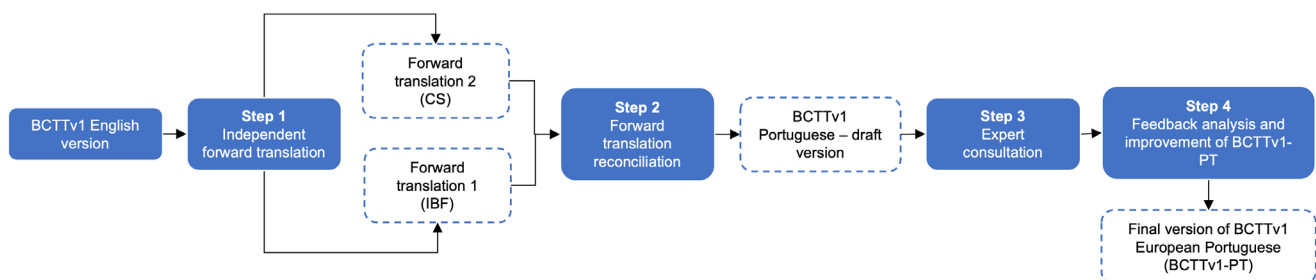 BCTTv1 English
version
Step 1
Independent
forward translation
Forward
translation 2
(CS)
Forward
translation 1
(IBF)
Step 2
Forward
translation
reconciliation
BCTTv1
Portuguese – draft
version
Step 3
Expert
consultation
Step 4
Feedback analysis and
improvement of BCTTv1-
PT
Final version of BCTTv1
European Portuguese
(BCTTv1-PT)